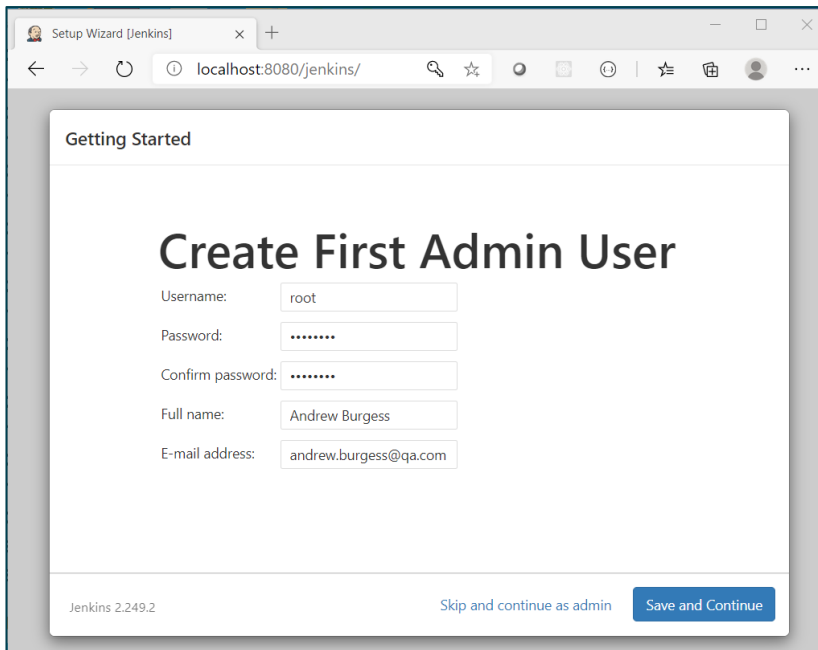 Setup Wizard [Jenkins]
localhost:8080/jenkins/
Getting Started
Create First Admin User
Username: root
Password: ••••••••
Confirm password: ••••••••
Full name: Andrew Burgess
E-mail address: andrew.burgess@qa.com
Jenkins 2.249.2 Skip and continue as admin Save and Continue